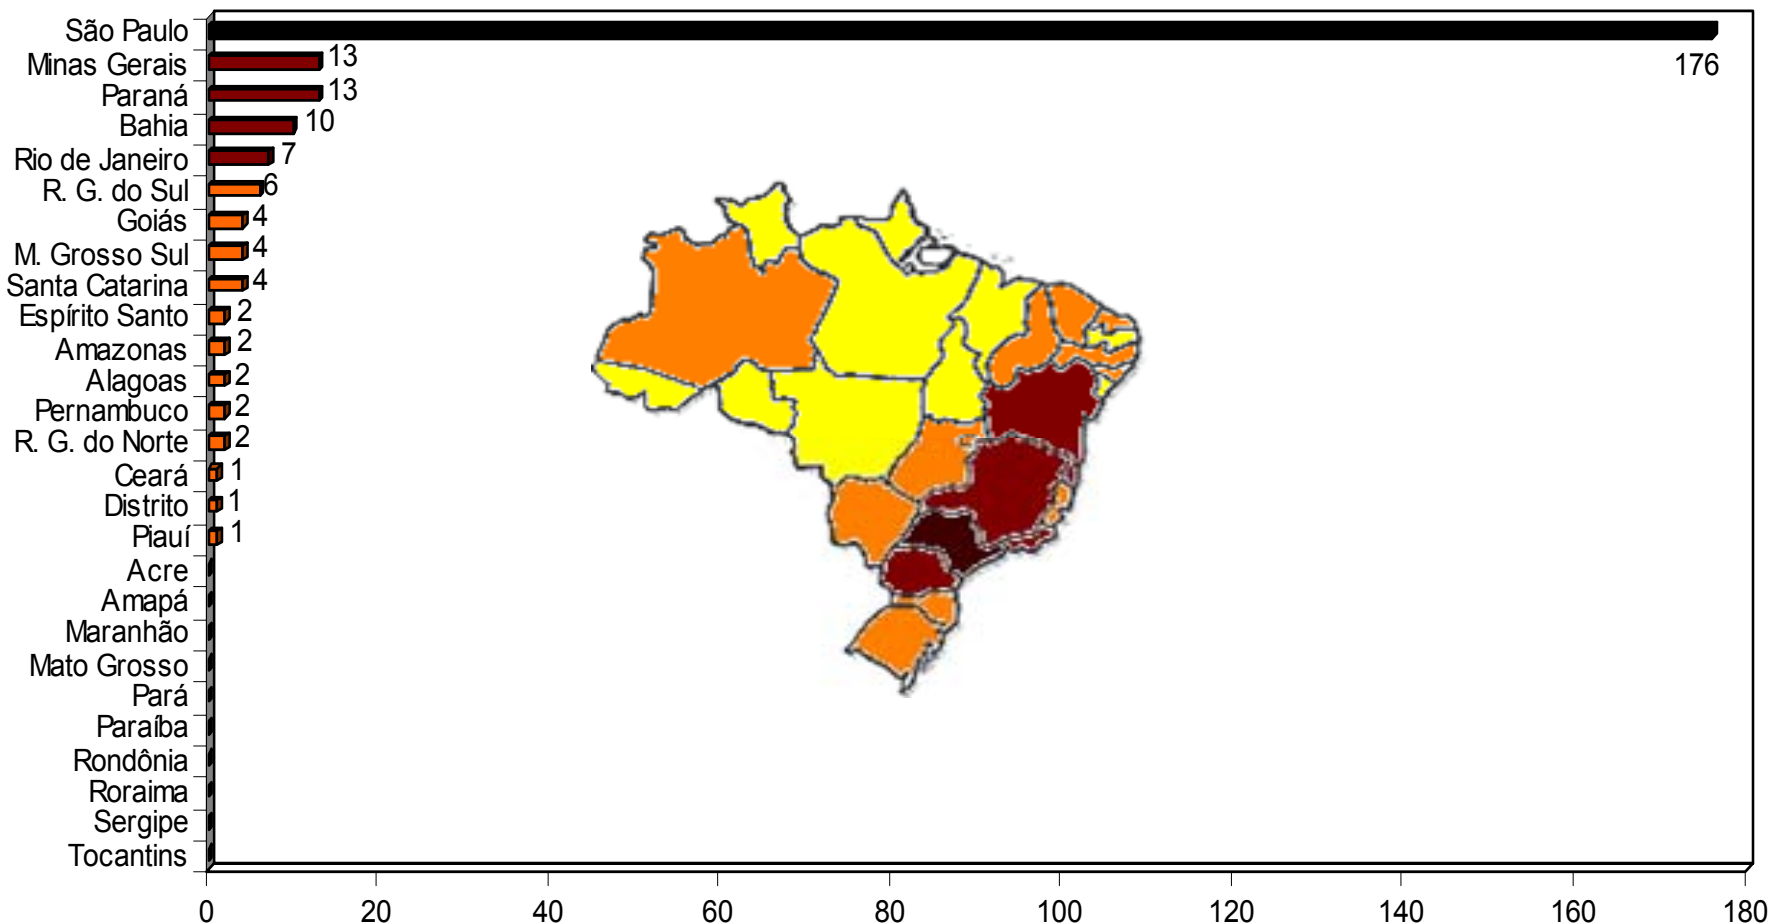 São Paulo 176
Minas Gerais 13
Paraná 13
Bahia 10
Rio de Janeiro 7
R. G. do Sul 6
Goiás 4
M. Grosso Sul 4
Santa Catarina 4
Espírito Santo 2
Amazonas 2
Alagoas 2
Pernambuco 2
R. G. do Norte 2
Ceará 1
Distrito 1
Piauí 1
Acre
Amapá
Maranhão
Mato Grosso
Pará
Paraíba
Rondônia
Roraima
Sergipe
Tocantins
0 20 40 60 80 100 120 140 160 180